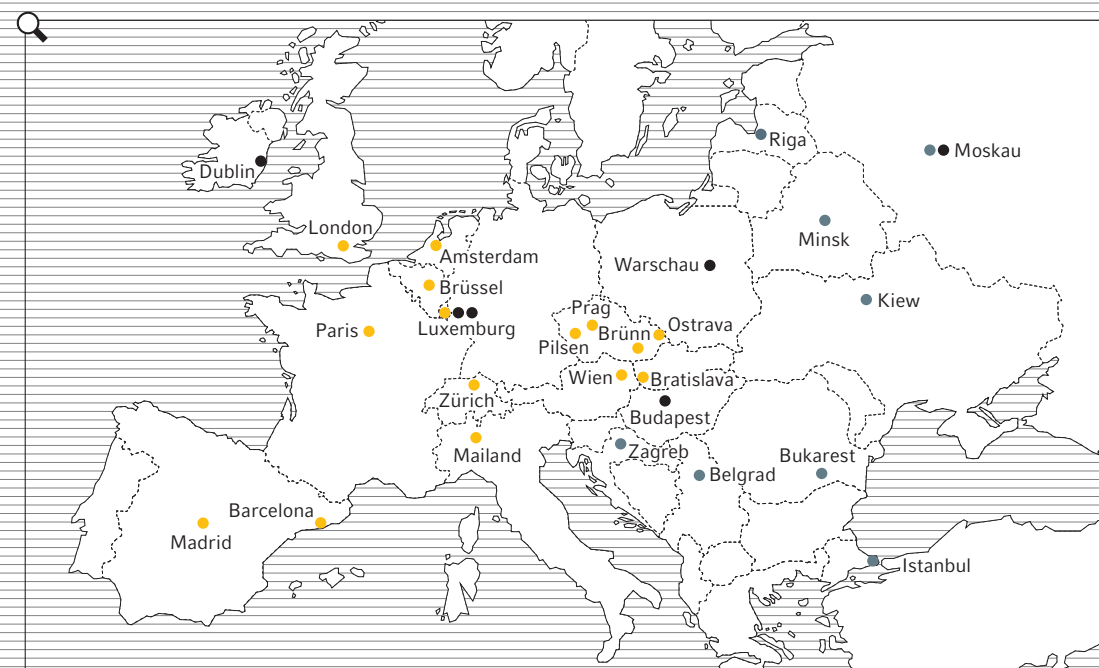 Riga
Moskau
Dublin
London
Minsk
Amsterdam
Warschau
Brüssel
Kiew
Prag
Paris
Luxemburg
Brünn
Ostrava
Pilsen
Wien
Bratislava
Zürich
Budapest
Mailand
Zagreb
Bukarest
Belgrad
Barcelona
Madrid
Istanbul